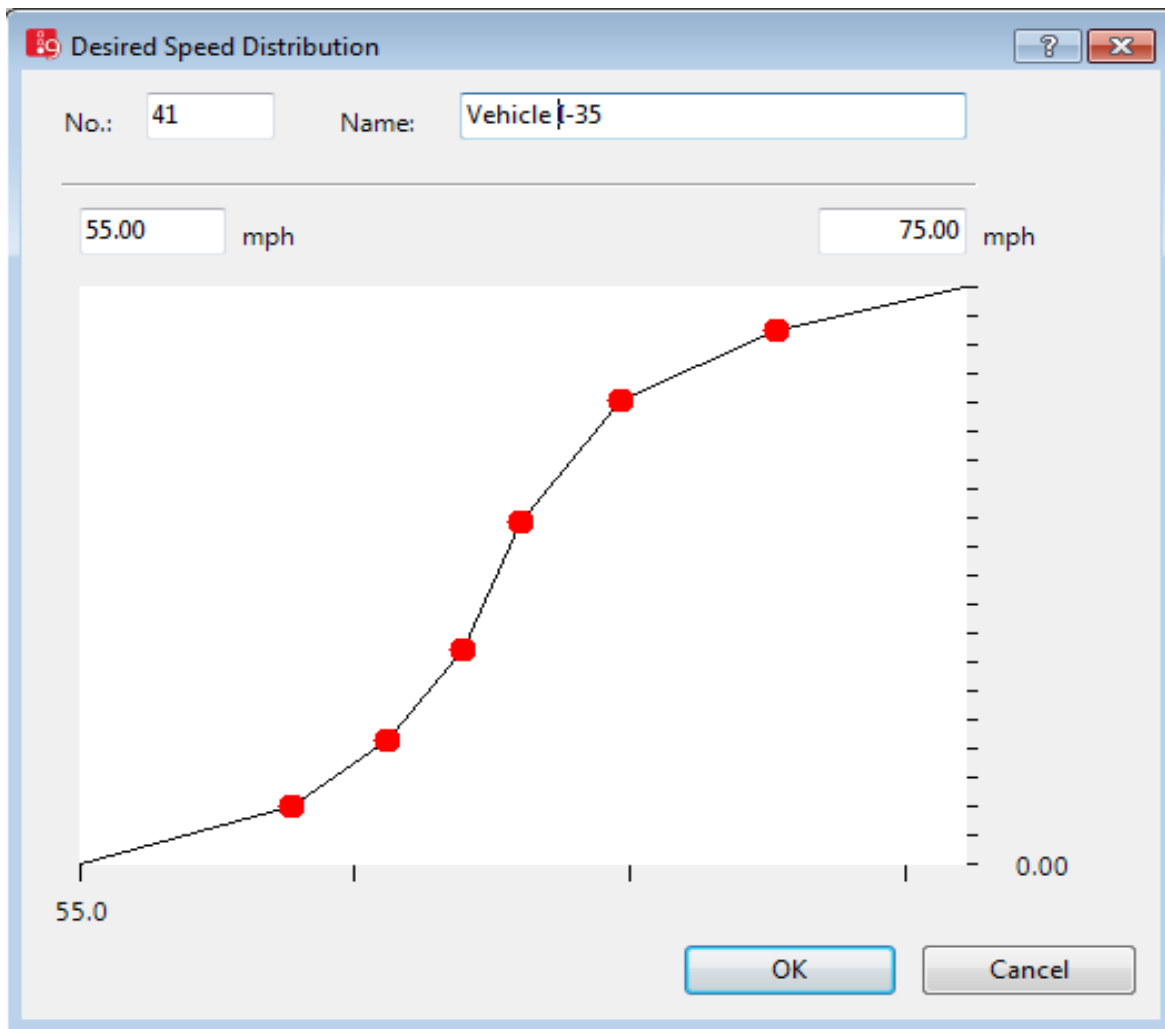 Desired Speed Distribution
No.: 41 Name: Vehicle I-35
55.00 mph 75.00 mph
0.00
55.0
OK Cancel